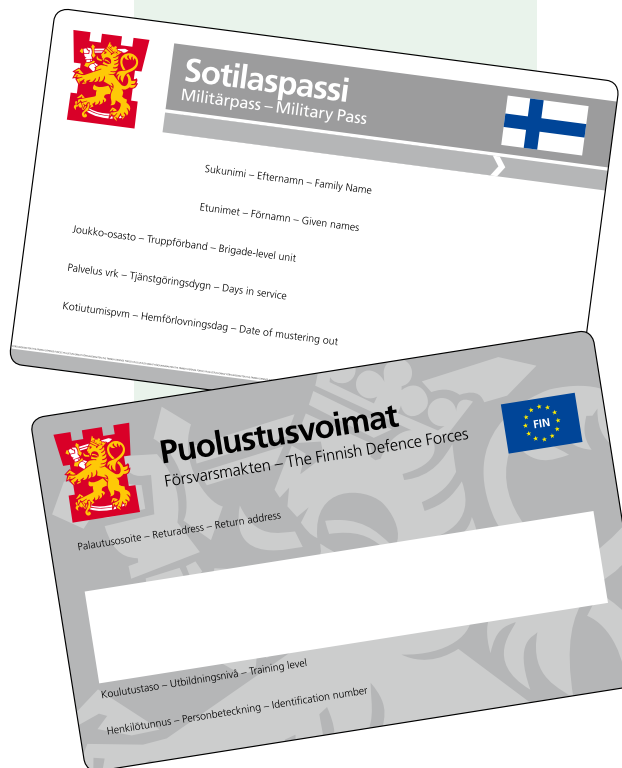 Sotilaspassi
Militärpass – Military Pass
Sukunimi – Efternamn – Family Name
Etunimet – Förnamn – Given names
Joukko-osasto – Truppförband – Brigade-level unit
Palvelus vrk – Tjänstgöringsdygn – Days in service
Kotiutumispvm – Hemförlovningsdag – Date of mustering out
Puolustusvoimat
Försvarsmakten – The Finnish Defence Forces
FIN
Palautusosoite – Returadress – Return address
Koulutustaso – Utbildningsnivå – Training level
Henkilötunnus – Personbeteckning – Identification number